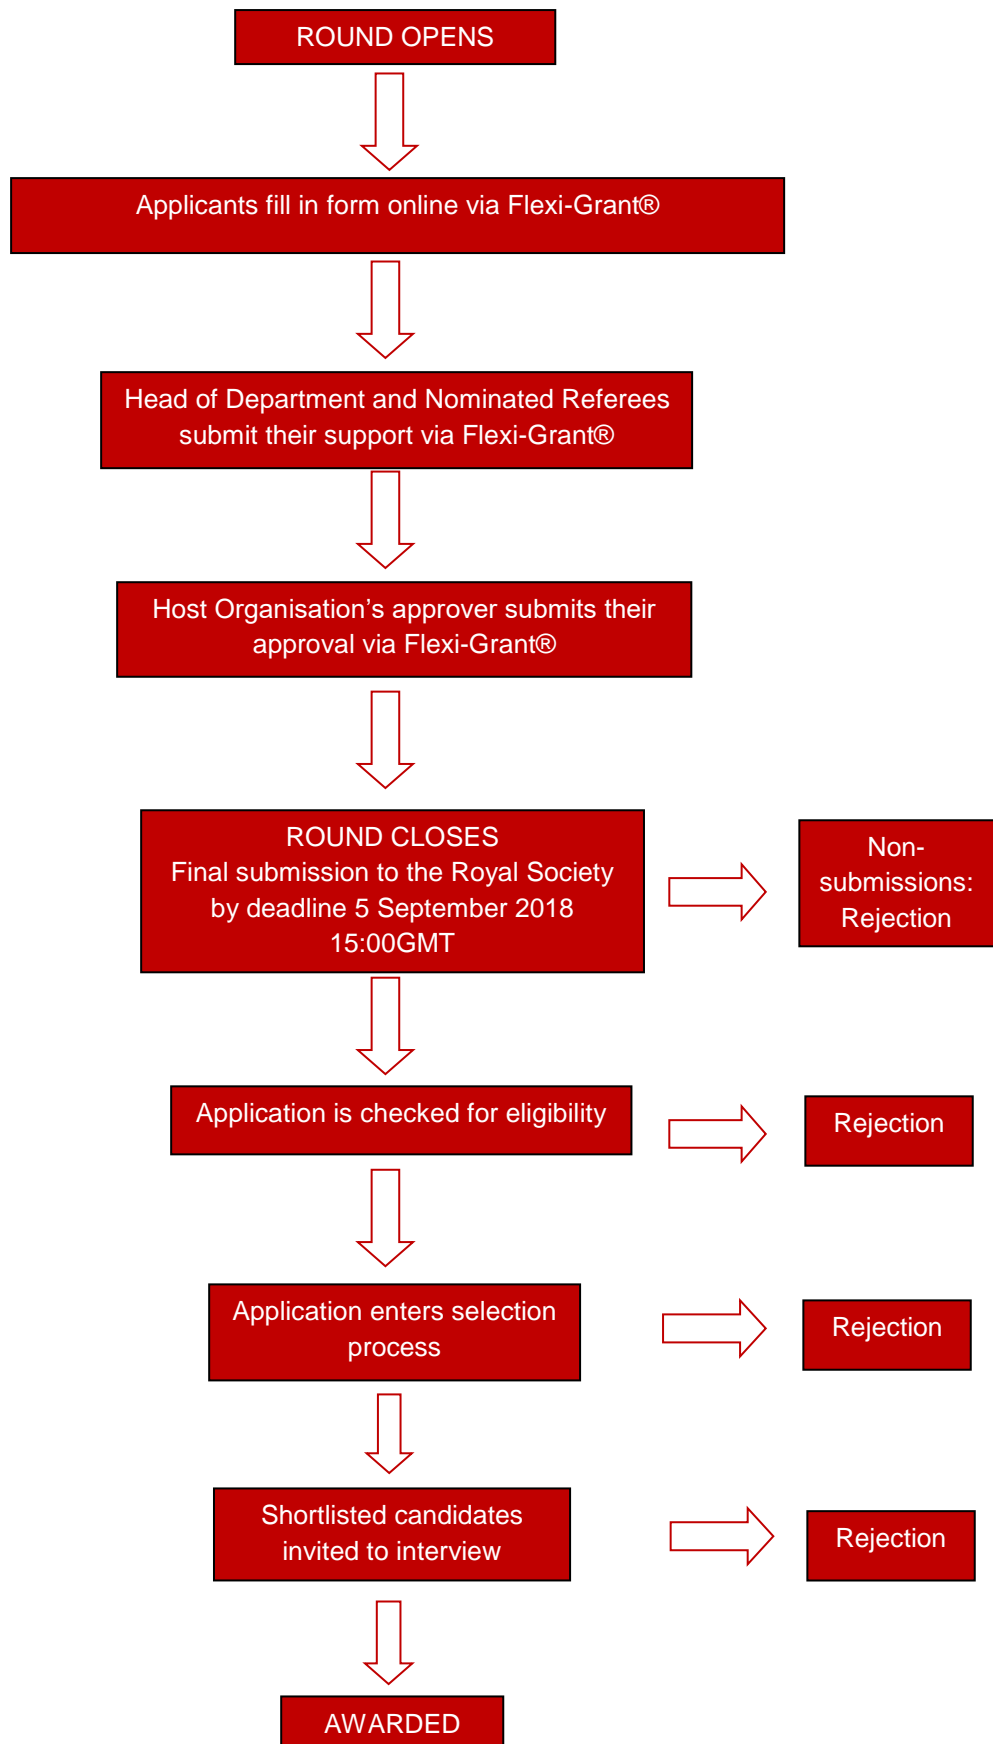 ROUND OPENS
Applicants fill in form online via Flexi-Grant®
Head of Department and Nominated Referees
submit their support via Flexi-Grant®
Host Organisation’s approver submits their
approval via Flexi-Grant®
ROUND CLOSES
Final submission to the Royal Society
by deadline 5 September 2018
15:00GMT
Non-
submissions:
Rejection
Application is checked for eligibility
Rejection
Application enters selection
process
Rejection
Shortlisted candidates
invited to interview
Rejection
AWARDED